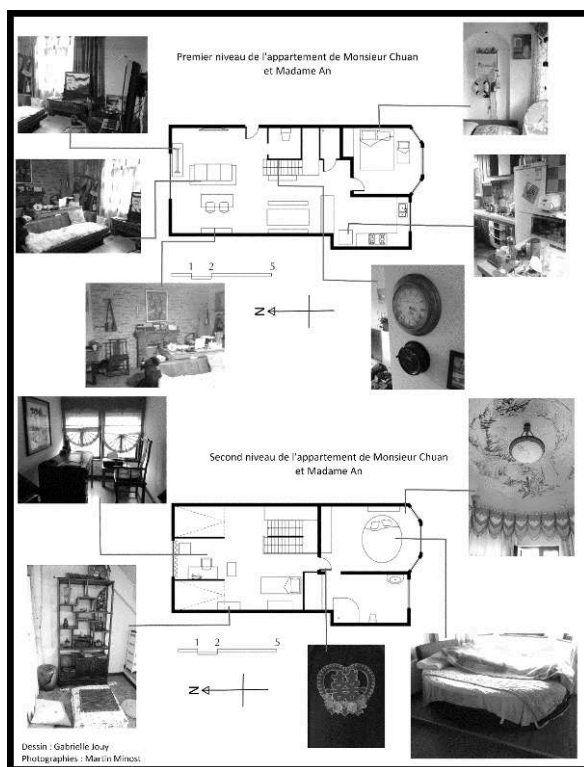 Premier niveau de l'appartement de Monsieur Chuan
et Madame An
1 2 5
N
Second niveau de l'appartement de Monsieur Chuan
et Madame An
1 2 5
N
Dessin : Gabrielle Jouy
Photographies : Martin Minost